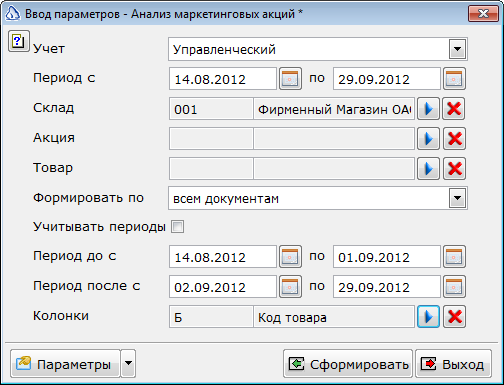 Ввод параметров - Анализ маркетинговых акций *
Учет Управленческий
Период с 14.08.2012 по 29.09.2012
Склад 001 Фирменный Магазин ОА
Акция
Товар
Формировать по всем документам
Учитывать периоды
Период до с 14.08.2012 по 01.09.2012
Период после с 02.09.2012 по 29.09.2012
Колонки Б Код товара
Параметры Сформировать Выход